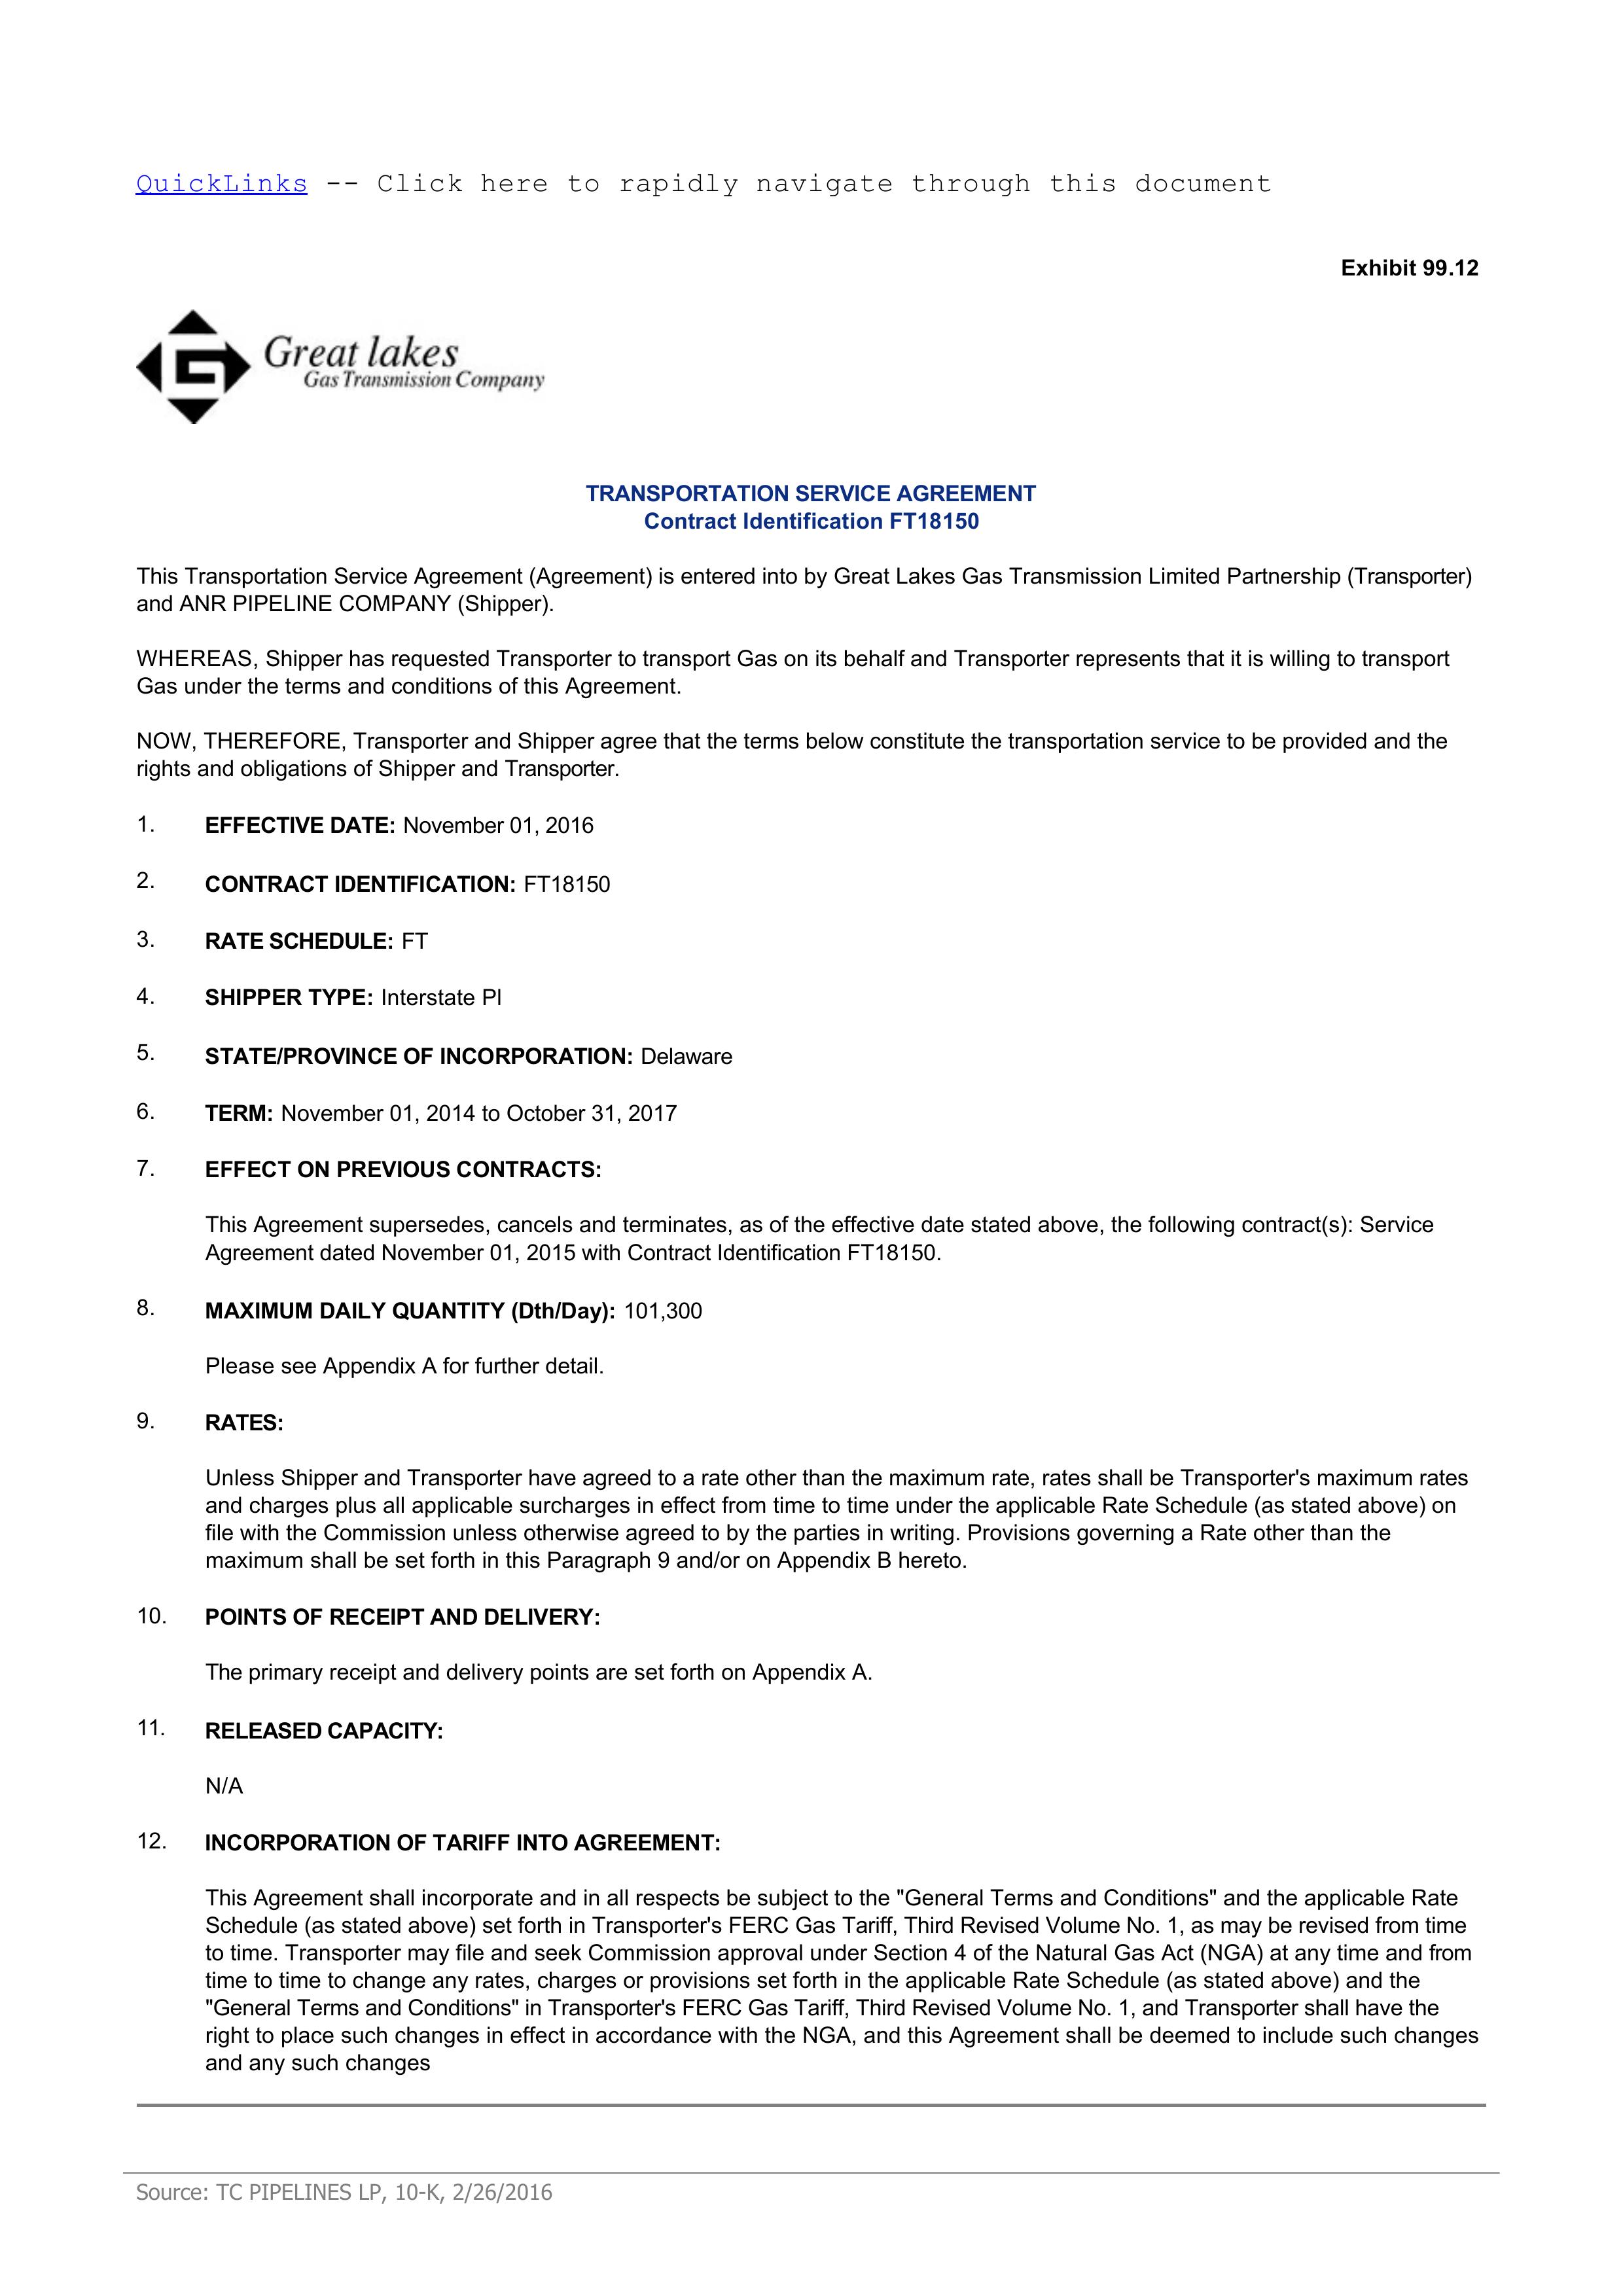 QuickLinks -- Click here to rapidly navigate through this document
Exhibit 99.12
Great lakes
Gas Transmission Company
TRANSPORTATION SERVICE AGREEMENT
Contract Identification FT18150
This Transportation Service Agreement (Agreement) is entered into by Great Lakes Gas Transmission Limited Partnership (Transporter)
and ANR PIPELINE COMPANY (Shipper).
WHEREAS, Shipper has requested Transporter to transport Gas on its behalf and Transporter represents that it is willing to transport
Gas under the terms and conditions of this Agreement.
NOW, THEREFORE, Transporter and Shipper agree that the terms below constitute the transportation service to be provided and the
rights and obligations of Shipper and Transporter.
1. EFFECTIVE DATE: November 01, 2016
2. CONTRACT IDENTIFICATION: FT18150
3. RATE SCHEDULE: FT
4. SHIPPER TYPE: Interstate Pl
5. STATE/PROVINCE OF INCORPORATION: Delaware
6. TERM: November 01, 2014 to October 31, 2017
7. EFFECT ON PREVIOUS CONTRACTS:
This Agreement supersedes, cancels and terminates, as of the effective date stated above, the following contract(s): Service
Agreement dated November 01, 2015 with Contract Identification FT18150.
8. MAXIMUM DAILY QUANTITY (Dth/Day): 101,300
Please see Appendix A for further detail.
9. RATES:
Unless Shipper and Transporter have agreed to a rate other than the maximum rate, rates shall be Transporter's maximum rates
and charges plus all applicable surcharges in effect from time to time under the applicable Rate Schedule (as stated above) on
file with the Commission unless otherwise agreed to by the parties in writing. Provisions governing a Rate other than the
maximum shall be set forth in this Paragraph 9 and/or on Appendix B hereto.
10. POINTS OF RECEIPT AND DELIVERY:
The primary receipt and delivery points are set forth on Appendix A.
11. RELEASED CAPACITY:
N/A
12. INCORPORATION OF TARIFF INTO AGREEMENT:
This Agreement shall incorporate and in all respects be subject to the "General Terms and Conditions" and the applicable Rate
Schedule (as stated above) set forth in Transporter's FERC Gas Tariff, Third Revised Volume No. 1, as may be revised from time
to time. Transporter may file and seek Commission approval under Section 4 of the Natural Gas Act (NGA) at any time and from
time to time to change any rates, charges or provisions set forth in the applicable Rate Schedule (as stated above) and the
"General Terms and Conditions" in Transporter's FERC Gas Tariff, Third Revised Volume No. 1, and Transporter shall have the
right to place such changes in effect in accordance with the NGA, and this Agreement shall be deemed to include such changes
and any such changes
Source: TC PIPELINES LP, 10-K, 2/26/2016